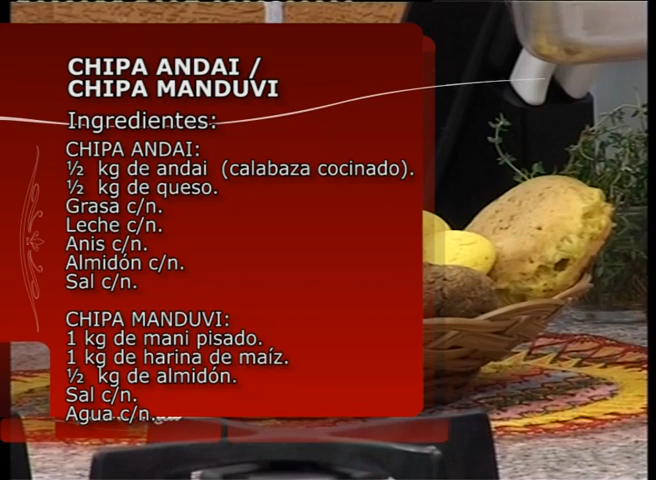 CHIPA ANDAI /
CHIPA MANDUVI
Ingredientes:
CHIPA ANDAI:
½ kg de andai (calabaza cocinado).
½ kg de queso.
Grasa c/n.
Leche c/n.
Anis c/n.
Almidón c/n.
Sal c/n.
CHIPA MANDUVI:
1 kg de mani pisado.
1 kg de harina de maíz.
½ kg de almidón.
Sal c/n.
Agua c/n.